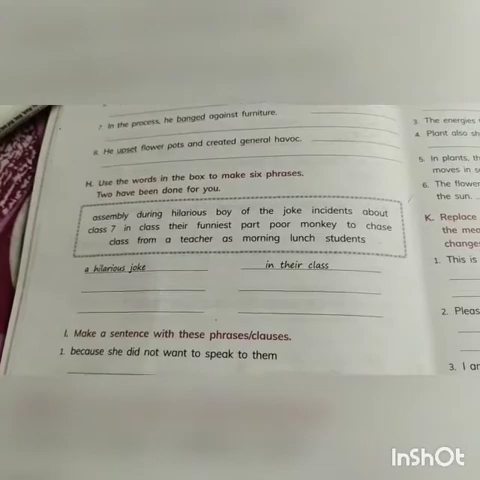 7. In the process, he banged against furniture.
8. He upset flower pots and created general havoc.
H. Use the words in the box to make six phrases.
Two have been done for you.
assembly during hilarious boy of the joke incidents about
class 7 in class their funniest part poor monkey to chase
class from a teacher as morning lunch students
a hilarious joke
in their class
I. Make a sentence with these phrases/clauses.
1. because she did not want to speak to them
3. The energies
4. Plant also sh
5. In plants, th
moves in s
6. The flower
the sun.
K. Replace
the mea
change
1. This is
2. Pleas
3. I ar
InShOt